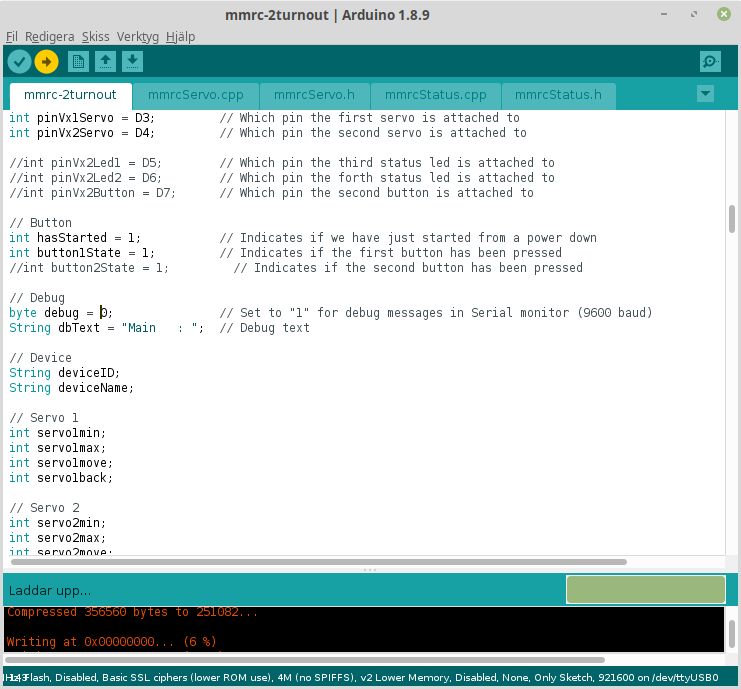 mmrc-2turnout | Arduino 1.8.9
Fil Redigera Skiss Verktyg Hjälp
mmrc-2turnout mmrcServo.cpp mmrcServo.h mmrcStatus.cpp mmrcStatus.h
int pinVx1Servo = D3; // Which pin the first servo is attached to
int pinVx2Servo = D4; // Which pin the second servo is attached to
//int pinVx2Led1 = D5; // Which pin the third status led is attached to
//int pinVx2Led2 = D6; // Which pin the forth status led is attached to
//int pinVx2Button = D7; // Which pin the second button is attached to
// Button
int hasStarted = 1; // Indicates if we have just started from a power down
int button1State = 1; // Indicates if the first button has been pressed
//int button2State = 1; // Indicates if the second button has been pressed
// Debug
byte debug = 0; // Set to "1" for debug messages in Serial monitor (9600 baud)
String dbText = "Main   : "; // Debug text
// Device
String deviceID;
String deviceName;
// Servo 1
int servo1min;
int servo1max;
int servo1move;
int servo1back;
// Servo 2
int servo2min;
int servo2max;
int servo2move;
Laddar upp...
Compressed 356560 bytes to 251082...
Writing at 0x00000000... (6 %)
Flash, Disabled, Basic SSL ciphers (lower ROM use), 4M (no SPIFFS), v2 Lower Memory, Disabled, None, Only Sketch, 921600 on /dev/ttyUSB0